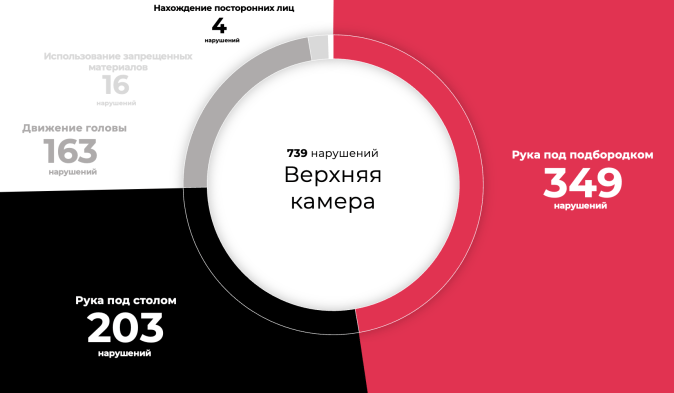 Нахождение посторонних лиц
4
нарушений
Использование запрещенных
материалов
16
нарушений
Движение головы
163
нарушений
739 нарушений
Верхняя
камера
Рука под подбородком
349
нарушений
Рука под столом
203
нарушений